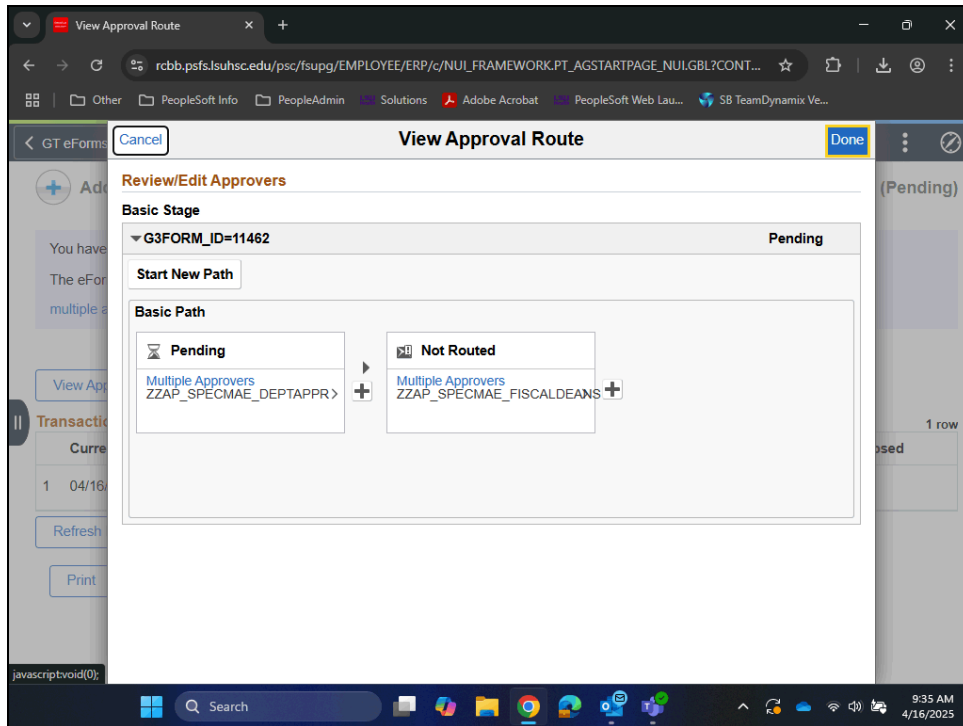 View Approval Route
rcbb.psfs.lsuhsc.edu/psc/fsupg/EMPLOYEE/ERP/c/NUI_FRAMEWORK.PT_AGSTARTPAGE_NUI.GBL?CONT...
Other PeopleSoft Info PeopleAdmin Solutions Adobe Acrobat PeopleSoft Web Lau... SB TeamDynamix Ve...
GT eForms
Cancel
View Approval Route
Done
(Pending)
Review/Edit Approvers
Basic Stage
G3FORM_ID=11462 Pending
You have
Start New Path
The eFor
multiple a
Basic Path
Pending
Multiple Approvers
ZZAP_SPECMAE_DEPTAPPR
Not Routed
Multiple Approvers
ZZAP_SPECMAE_FISCALDEANS
View App
Transactio
1 row
Curre
osed
1 04/16/
Refresh
Print
javascript:void(0);
Search
9:35 AM
4/16/2025